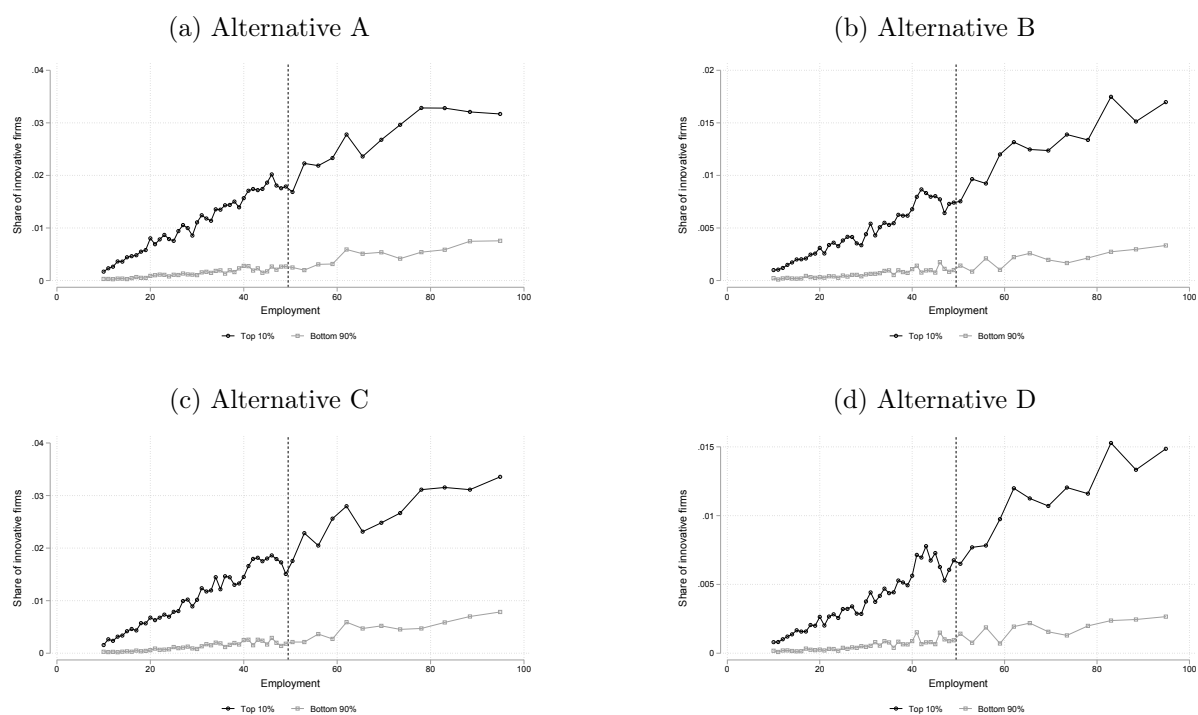 (a) Alternative A
Share of innovative firms
.04
.03
.02
.01
0
0 20 40 60 80 100
Employment
Top 10% Bottom 90%
(b) Alternative B
Share of innovative firms
.02
.015
.01
.005
0
0 20 40 60 80 100
Employment
Top 10% Bottom 90%
(c) Alternative C
Share of innovative firms
.04
.03
.02
.01
0
0 20 40 60 80 100
Employment
Top 10% Bottom 90%
(d) Alternative D
Share of innovative firms
.015
.01
.005
0
0 20 40 60 80 100
Employment
Top 10% Bottom 90%